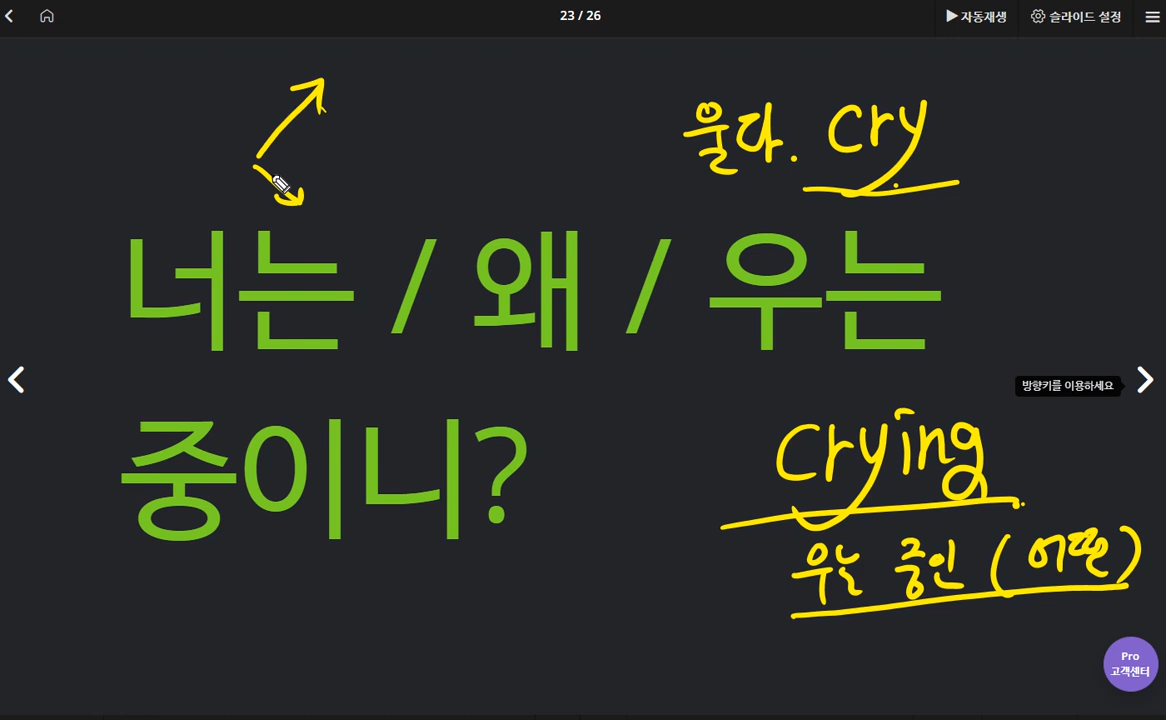 23 / 26
자동재생
슬라이드 설정
울다. Cry
너는 / 왜 / 우는
방향키를 이용하세요
중이니?
Crying
우는 중인 (어떤)
Pro
고객센터